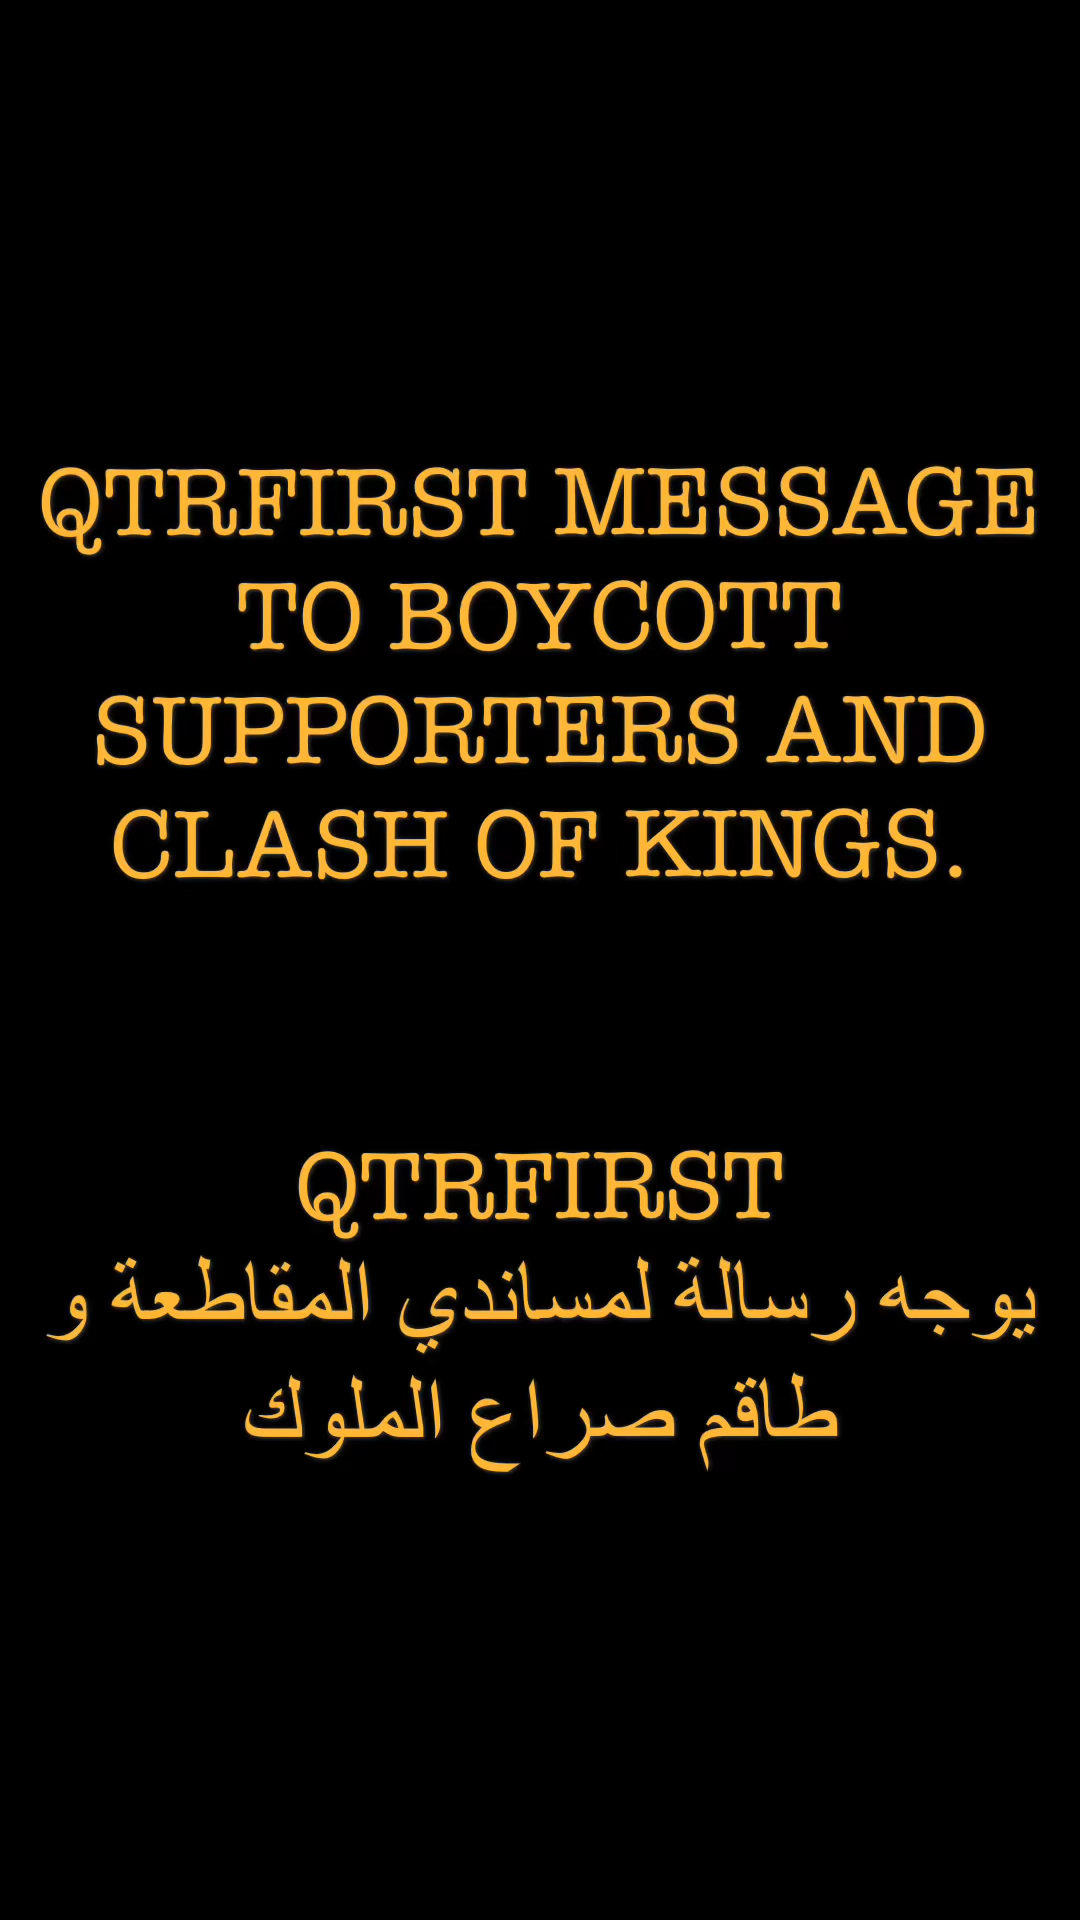 QTRFIRST MESSAGE
TO BOYCOTT
SUPPORTERS AND
CLASH OF KINGS.
QTRFIRST
يوجه رسالة لمساندي المقاطعة و
طاقم صراع الملوك